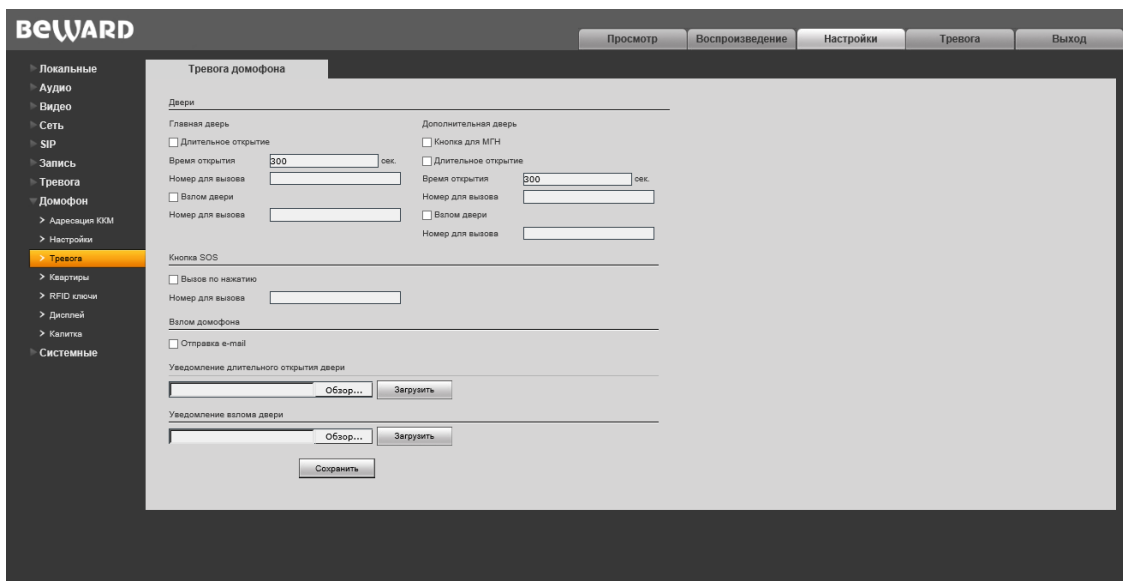 BEWARD
Просмотр
Воспроизведение
Настройки
Тревога
Выход
Локальные
Аудио
Видео
Сеть
SIP
Запись
Тревога
Домофон
Адресация ККМ
Настройки
Тревога
Квартиры
RFID ключи
Дисплей
Калитка
Системные
Тревога домофона
Двери
Главная дверь
Длительное открытие
Время открытия 300 сек.
Номер для вызова
Взлом двери
Номер для вызова
Дополнительная дверь
Кнопка для МГН
Длительное открытие
Время открытия 300 сек.
Номер для вызова
Взлом двери
Номер для вызова
Кнопка SOS
Вызов по нажатию
Номер для вызова
Взлом домофона
Отправка e-mail
Уведомление длительного открытия двери
Обзор... Загрузить
Уведомление взлома двери
Обзор... Загрузить
Сохранить